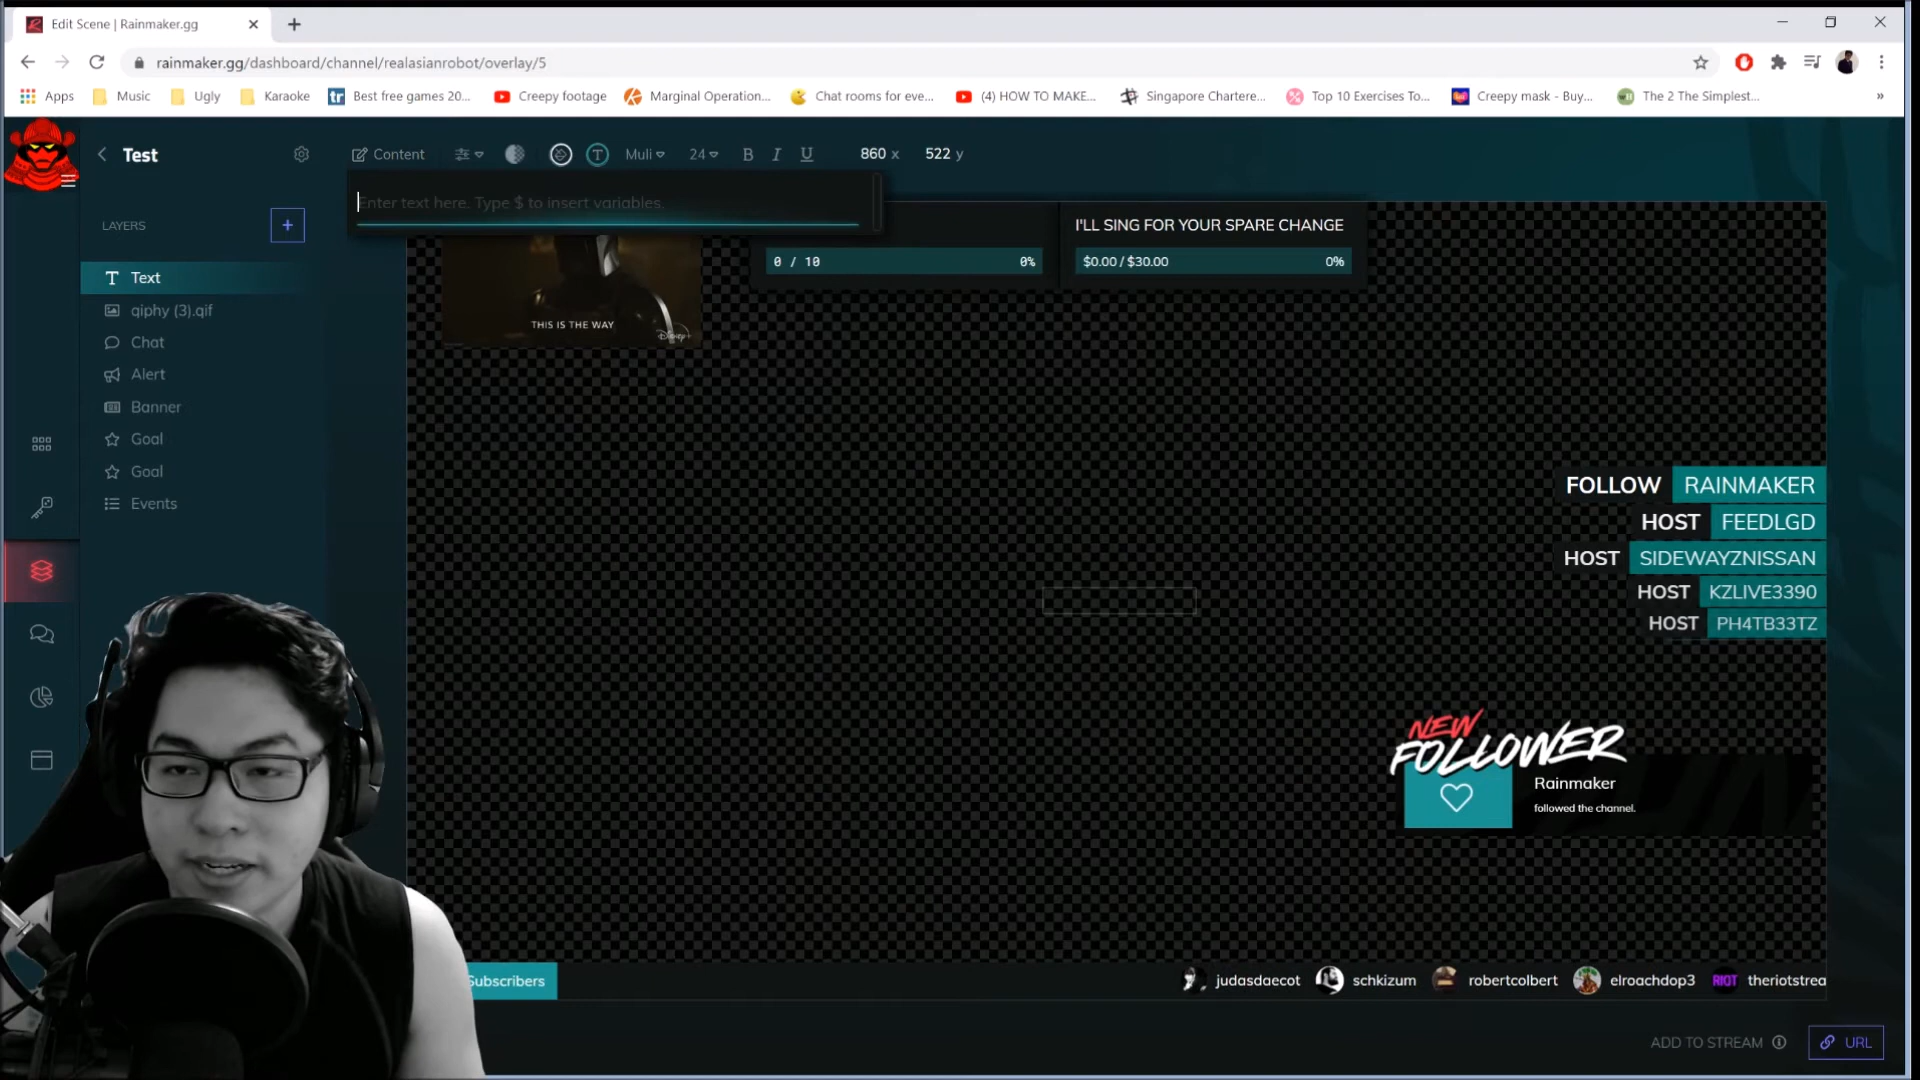 Edit Scene | Rainmaker.gg
rainmaker.gg/dashboard/channel/realasianrobot/overlay/5
Apps Music Ugly Karaoke Best free games 20... Creepy footage Marginal Operation... Chat rooms for eve... (4) HOW TO MAKE... Singapore Chartere... Top 10 Exercises To... Creepy mask - Buy... The 2 The Simplest... »
Test
Content Muli 24 B I U 860 x 522 y
Enter text here. Type $ to insert variables.
LAYERS +
Text
giphy (3).gif
Chat
Alert
Banner
Goal
Goal
Events
I'LL SING FOR YOUR SPARE CHANGE
0 / 10 0%
$0.00 / $30.00 0%
THIS IS THE WAY
Disney+
FOLLOW RAINMAKER
HOST FEEDLGD
HOST SIDEWAYZNISSAN
HOST KZLIVE3390
HOST PH4TB33TZ
NEW
FOLLOWER
Rainmaker
followed the channel.
Subscribers
judasdaecot schkizum robertcolbert elroachdop3 RIOT theriotstrea
ADD TO STREAM URL